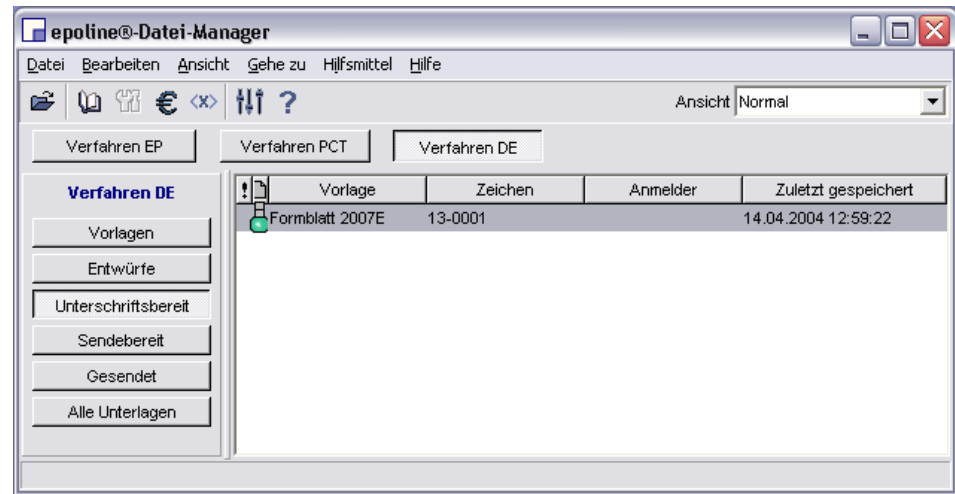 epoline®-Datei-Manager
Datei Bearbeiten Ansicht Gehe zu Hilfsmittel Hilfe
€ <x> ? Ansicht Normal
Verfahren EP Verfahren PCT Verfahren DE
Verfahren DE
Vorlagen
Entwürfe
Unterschriftsbereit
Sendebereit
Gesendet
Alle Unterlagen
! Vorlage Zeichen Anmelder Zuletzt gespeichert
Formblatt 2007E 13-0001 14.04.2004 12:59:22